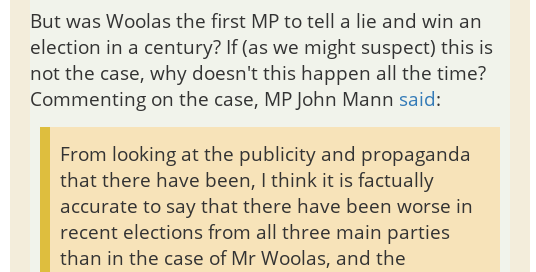 But was Woolas the first MP to tell a lie and win an
election in a century? If (as we might suspect) this is
not the case, why doesn't this happen all the time?
Commenting on the case, MP John Mann said:
From looking at the publicity and propaganda
that there have been, I think it is factually
accurate to say that there have been worse in
recent elections from all three main parties
than in the case of Mr Woolas, and the